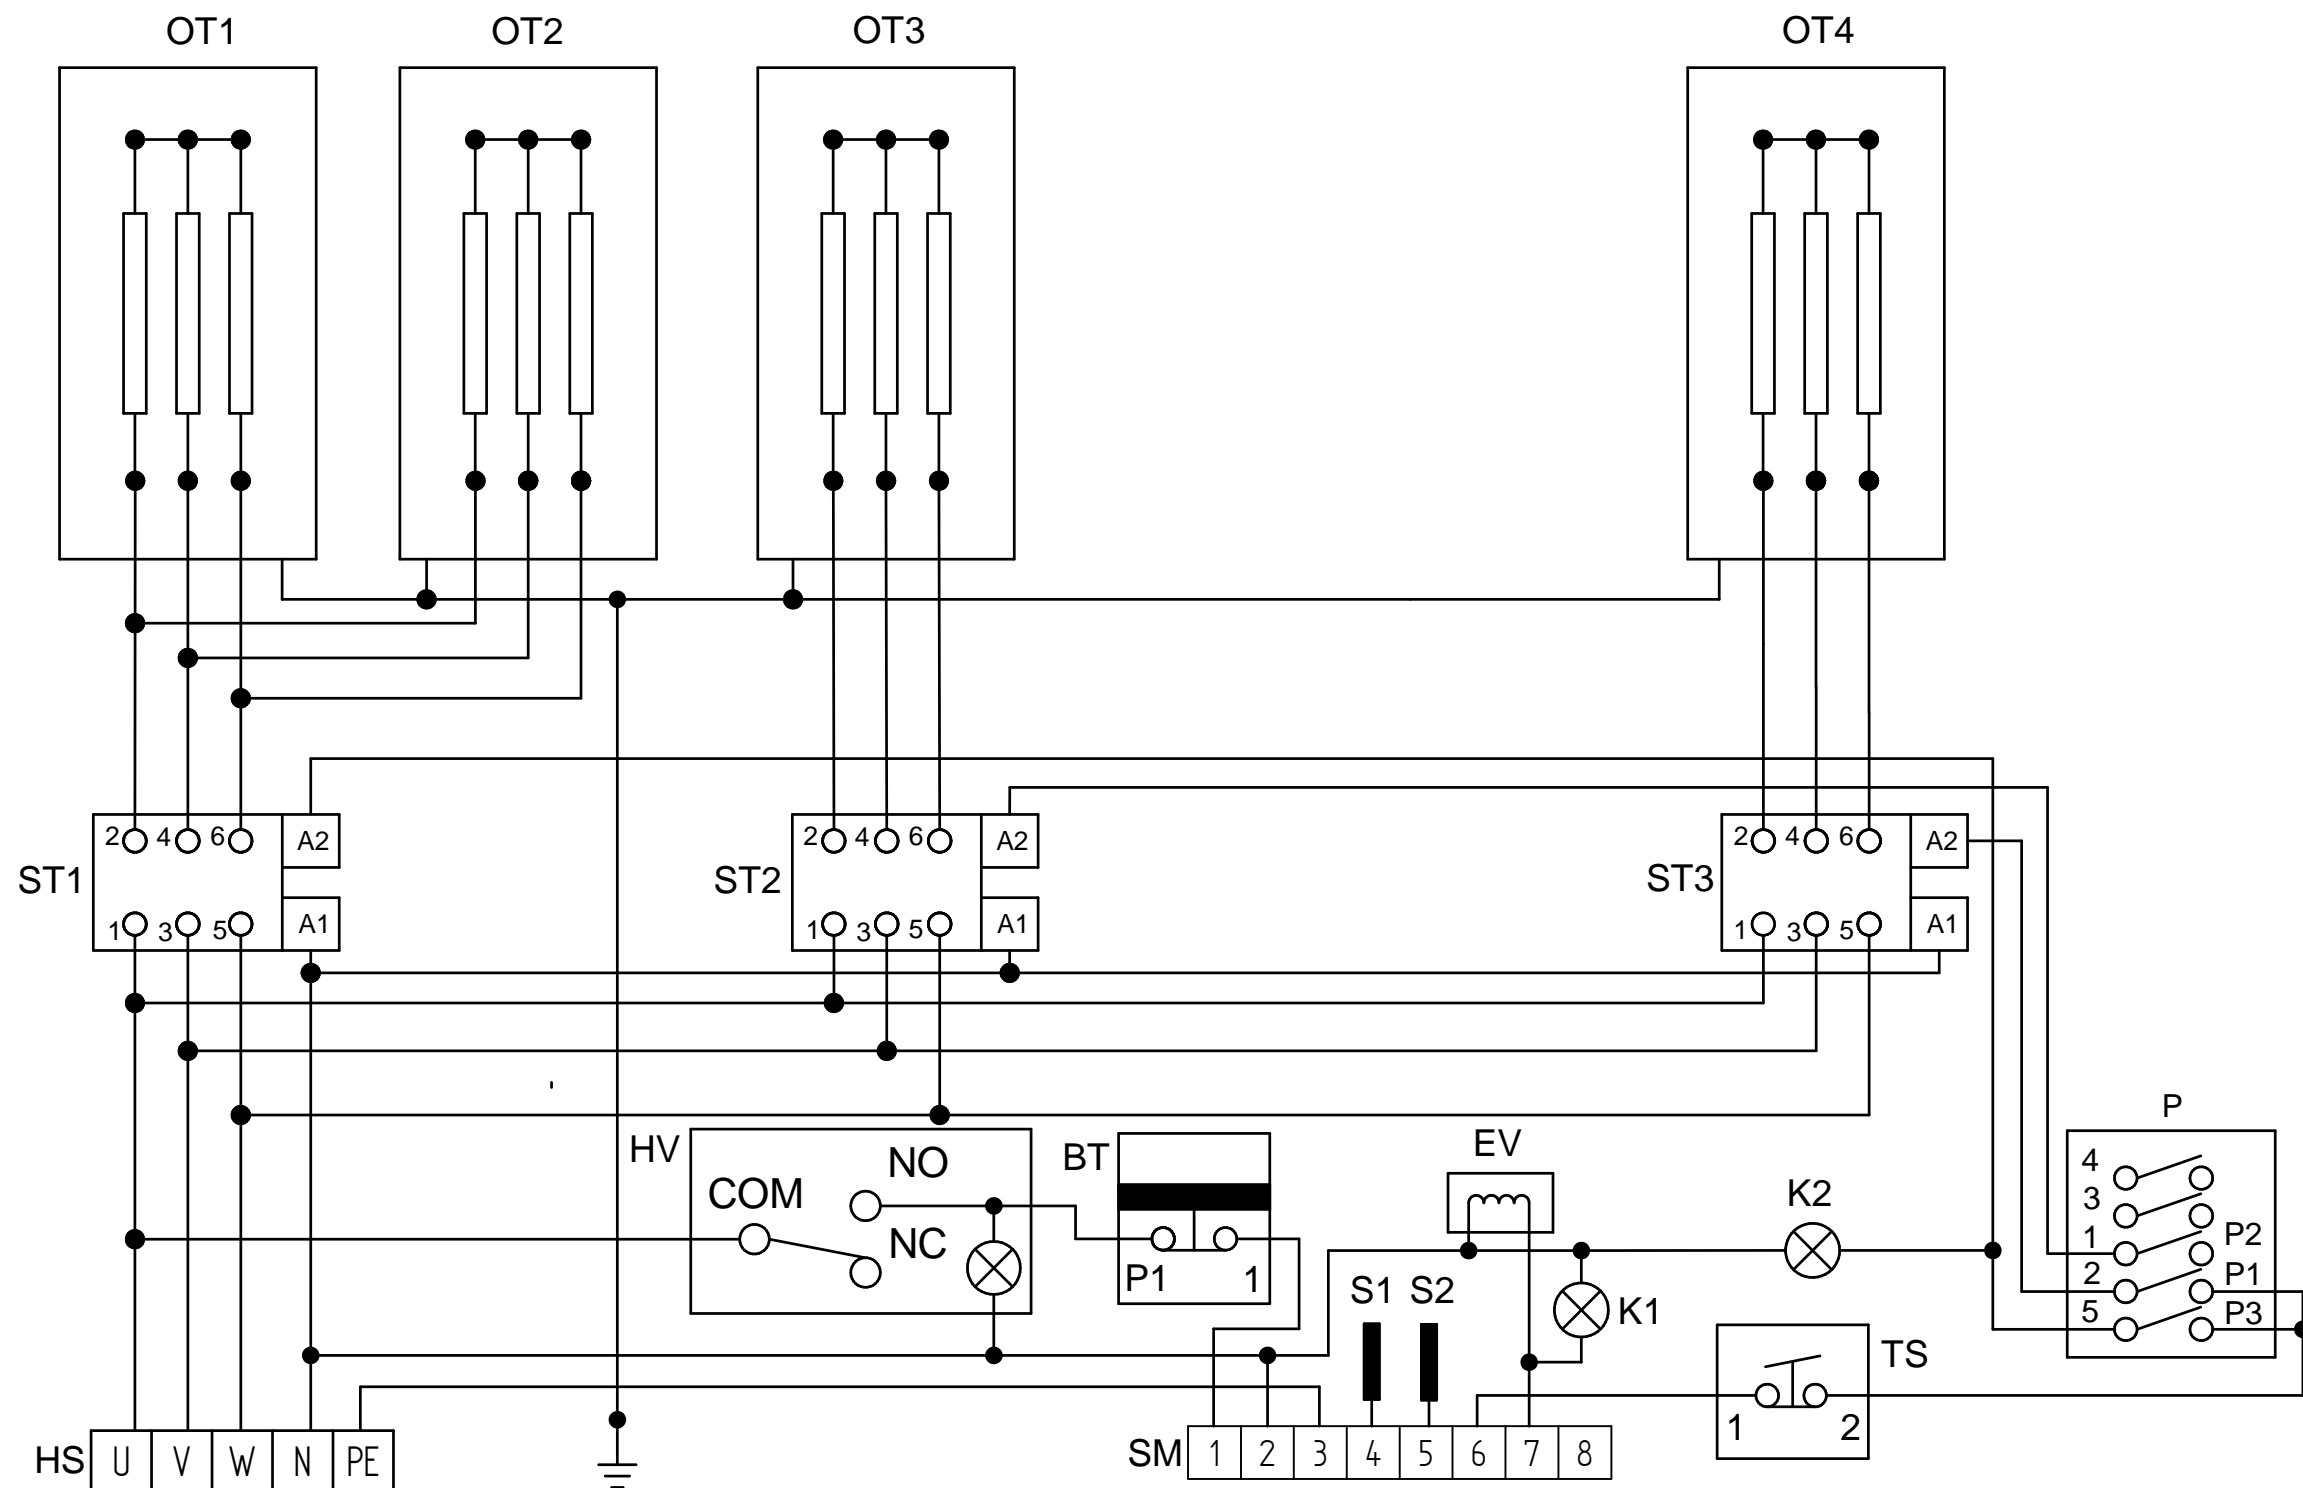 OT1 OT2 OT3 OT4
2 4 6 A2 2 4 6 A2 2 4 6 A2
ST1 ST2 ST3
1 3 5 A1 1 3 5 A1 1 3 5 A1
P
HV NO BT EV
COM K2
NC
4
3
1 P2
2 P1
5 P3
P1 1
S1 S2 K1
TS
1 2
HS U V W N PE
SM 1 2 3 4 5 6 7 8